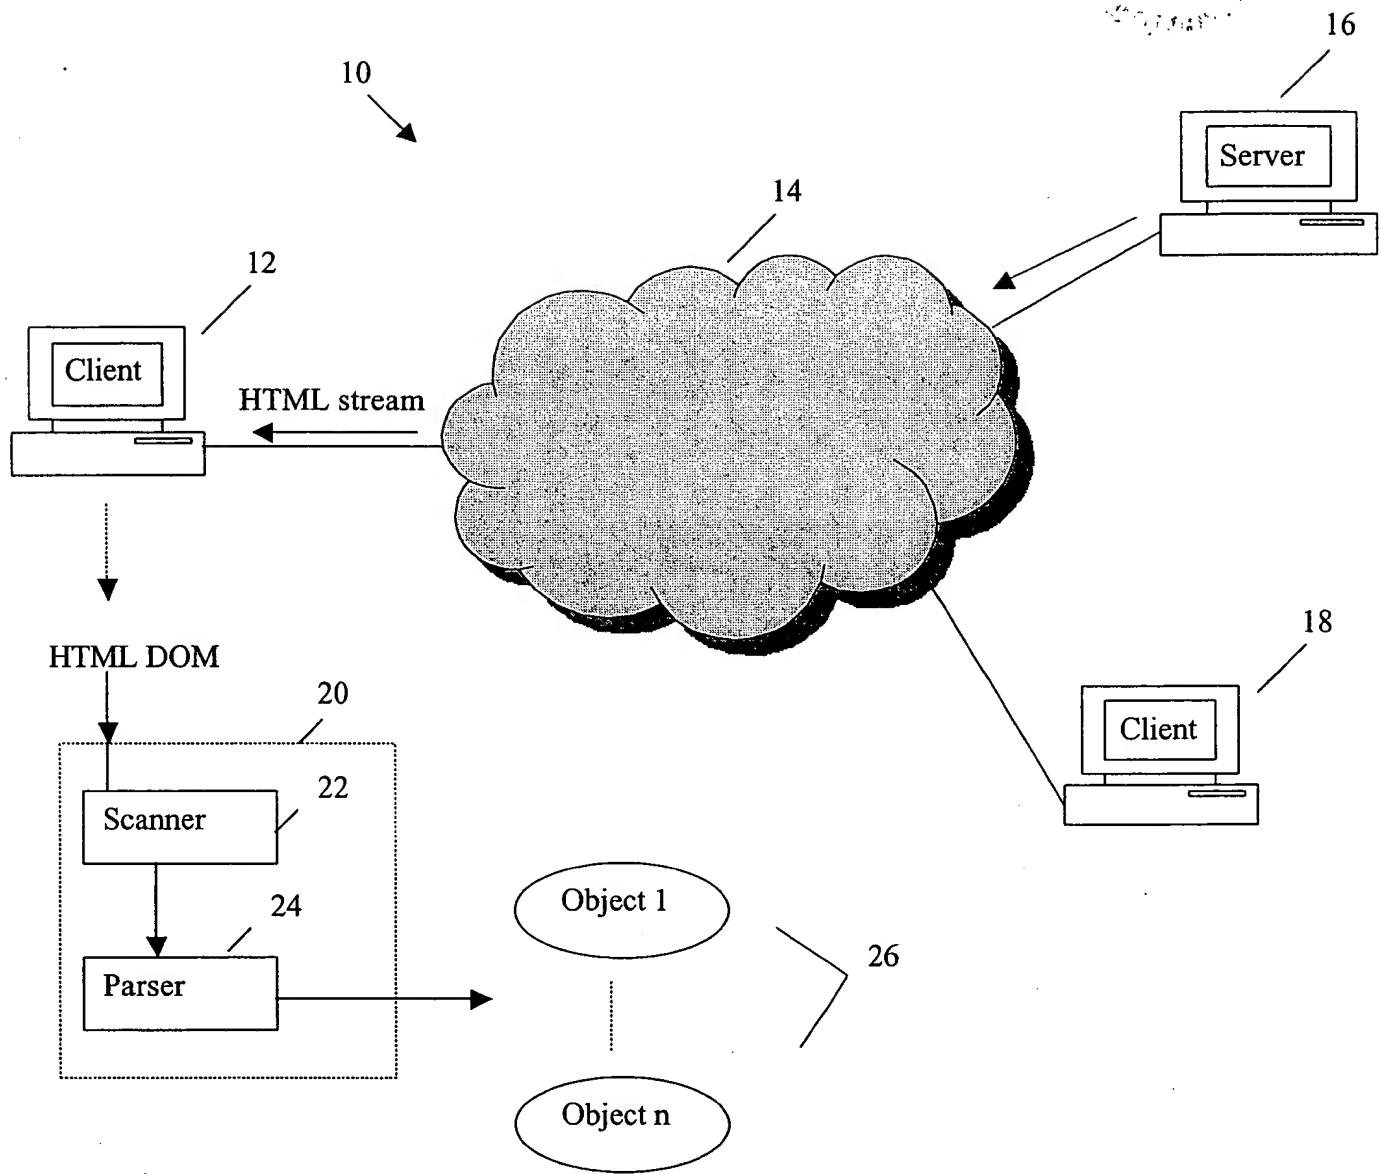 16
10
Server
14
12
Client
HTML stream
18
HTML DOM
20
Client
22
Scanner
24
Object 1
26
Parser
Object n